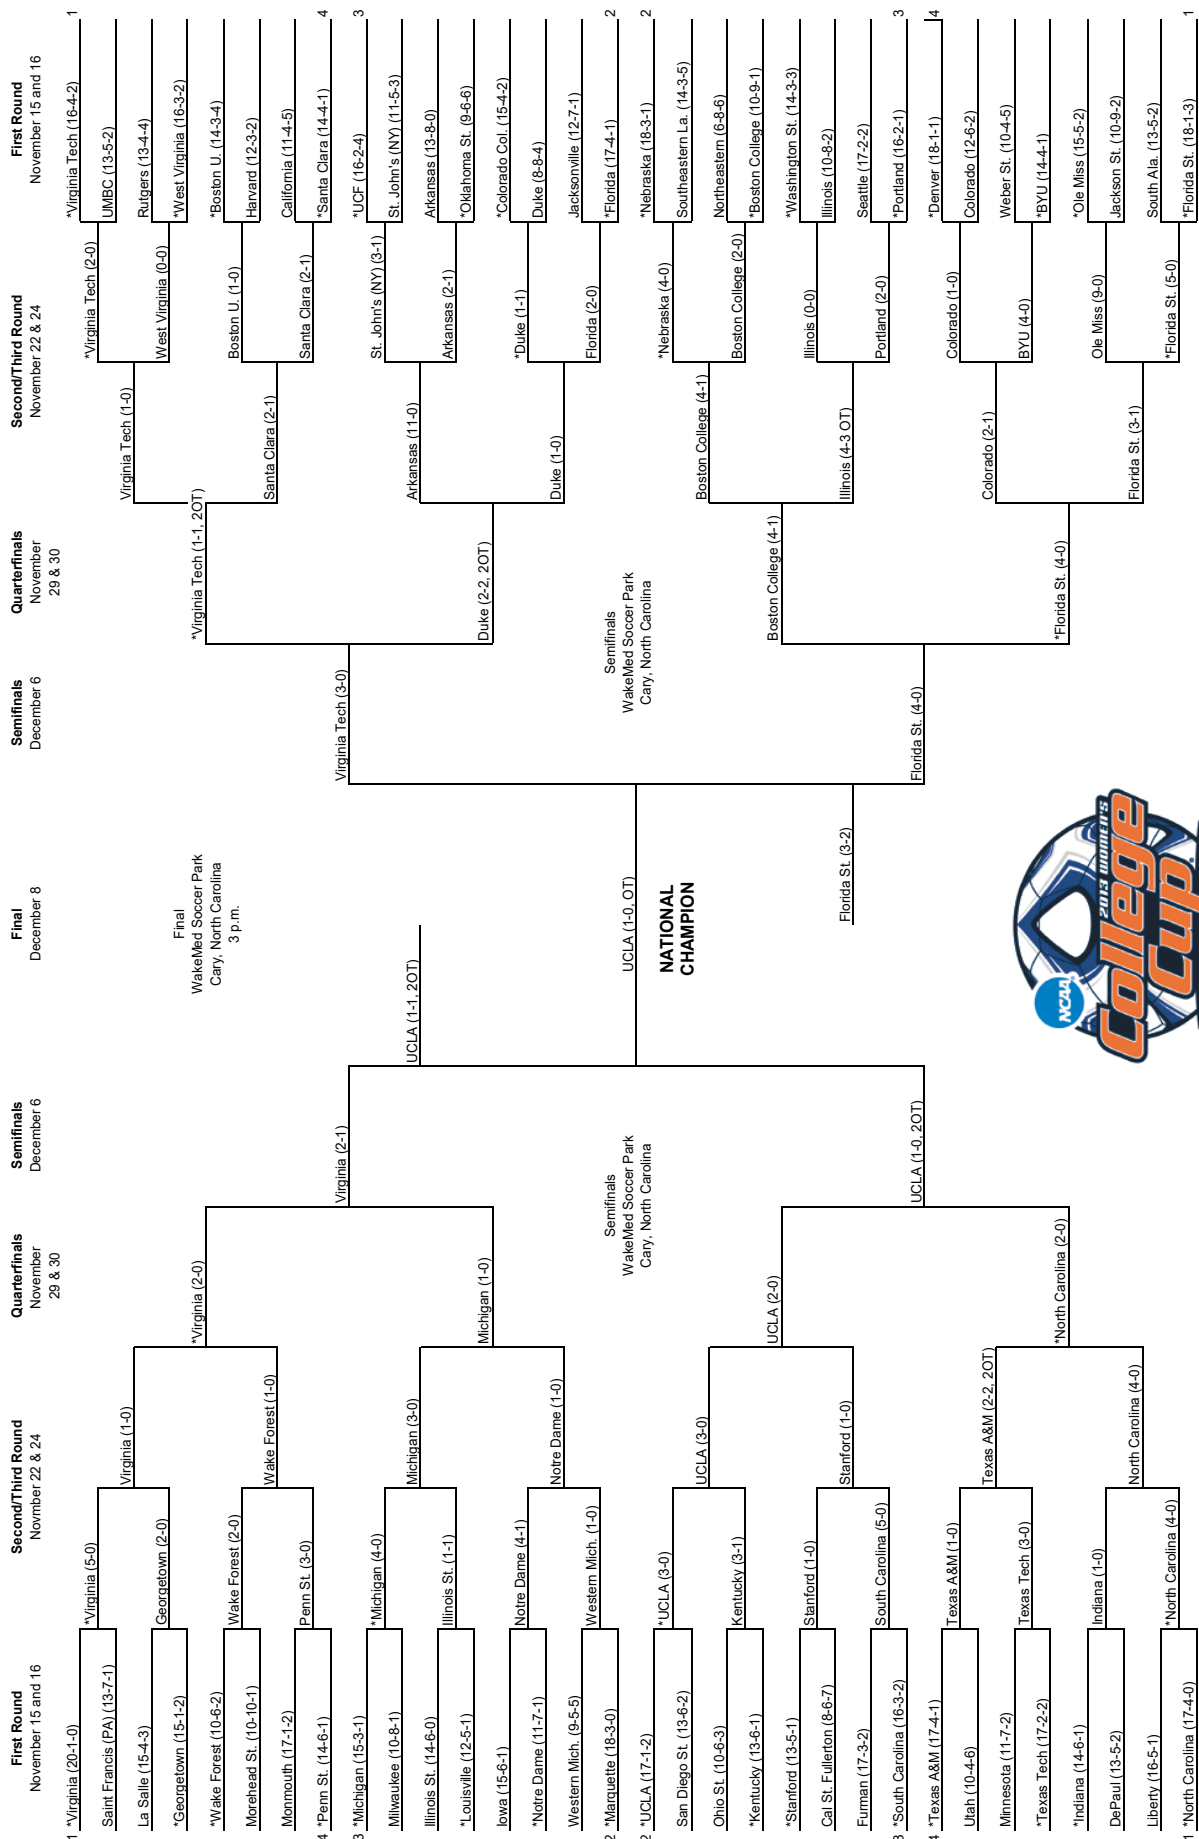 First Round
November 15 and 16
Second/Third Round
Novmber 22 & 24
Quarterfinals
November
29 & 30
Semifinals
December 6
Final
December 8
Semifinals
December 6
Quarterfinals
November
29 & 30
Second/Third Round
November 22 & 24
First Round
November 15 and 16
1
*Virginia (20-1-0)
Saint Francis (PA) (13-7-1)
La Salle (15-4-3)
*Georgetown (15-1-2)
*Wake Forest (10-6-2)
Morehead St. (10-10-1)
Monmouth (17-1-2)
4
*Penn St. (14-6-1)
3
*Michigan (15-3-1)
Milwaukee (10-8-1)
Illinois St. (14-6-0)
*Louisville (12-5-1)
Iowa (15-6-1)
*Notre Dame (11-7-1)
Western Mich. (9-5-5)
2
*Marquette (18-3-0)
2
*UCLA (17-1-2)
San Diego St. (13-6-2)
Ohio St. (10-6-3)
*Kentucky (13-6-1)
*Stanford (13-5-1)
Cal St. Fullerton (8-6-7)
Furman (17-3-2)
3
*South Carolina (16-3-2)
4
*Texas A&M (17-4-1)
Utah (10-4-6)
Minnesota (11-7-2)
*Texas Tech (17-2-2)
*Indiana (14-6-1)
DePaul (13-5-2)
Liberty (16-5-1)
1
*North Carolina (17-4-0)
*Virginia (5-0)
Georgetown (2-0)
Wake Forest (2-0)
Penn St. (3-0)
*Michigan (4-0)
Illinois St. (1-1)
Notre Dame (4-1)
Western Mich. (1-0)
*UCLA (3-0)
Kentucky (3-1)
Stanford (1-0)
South Carolina (5-0)
Texas A&M (1-0)
Texas Tech (3-0)
Indiana (1-0)
*North Carolina (4-0)
Virginia (1-0)
Wake Forest (1-0)
Michigan (3-0)
Notre Dame (1-0)
UCLA (3-0)
Stanford (1-0)
Texas A&M (2-2, 2OT)
North Carolina (4-0)
*Virginia (2-0)
Michigan (1-0)
UCLA (2-0)
*North Carolina (2-0)
Virginia (2-1)
Semifinals
WakeMed Soccer Park
Cary, North Carolina
UCLA (1-0, 2OT)
UCLA (1-1, 2OT)
Final
WakeMed Soccer Park
Cary, North Carolina
3 p.m.
UCLA (1-0, OT)
NATIONAL
CHAMPION
Florida St. (3-2)
NCAA
2013 WOMEN'S
College
Cup
Virginia Tech (3-0)
Florida St. (4-0)
Semifinals
WakeMed Soccer Park
Cary, North Carolina
*Virginia Tech (1-1, 2OT)
Duke (2-2, 2OT)
Boston College (4-1)
*Florida St. (4-0)
Virginia Tech (1-0)
Santa Clara (2-1)
Arkansas (11-0)
Duke (1-0)
Boston College (4-1)
Illinois (4-3 OT)
Colorado (2-1)
Florida St. (3-1)
*Virginia Tech (2-0)
West Virginia (0-0)
Boston U. (1-0)
Santa Clara (2-1)
St. John's (NY) (3-1)
Arkansas (2-1)
*Duke (1-1)
Florida (2-0)
*Nebraska (4-0)
Boston College (2-0)
Illinois (0-0)
Portland (2-0)
Colorado (1-0)
BYU (4-0)
Ole Miss (9-0)
*Florida St. (5-0)
*Virginia Tech (16-4-2)
1
UMBC (13-5-2)
Rutgers (13-4-4)
*West Virginia (16-3-2)
*Boston U. (14-3-4)
Harvard (12-3-2)
California (11-4-5)
*Santa Clara (14-4-1)
4
*UCF (16-2-4)
3
St. John's (NY) (11-5-3)
Arkansas (13-8-0)
*Oklahoma St. (9-6-6)
*Colorado Col. (15-4-2)
Duke (8-8-4)
Jacksonville (12-7-1)
*Florida (17-4-1)
2
*Nebraska (18-3-1)
2
Southeastern La. (14-3-5)
Northeastern (6-8-6)
*Boston College (10-9-1)
*Washington St. (14-3-3)
Illinois (10-8-2)
Seattle (17-2-2)
*Portland (16-2-1)
3
*Denver (18-1-1)
4
Colorado (12-6-2)
Weber St. (10-4-5)
*BYU (14-4-1)
*Ole Miss (15-5-2)
Jackson St. (10-9-2)
South Ala. (13-5-2)
*Florida St. (18-1-3)
1